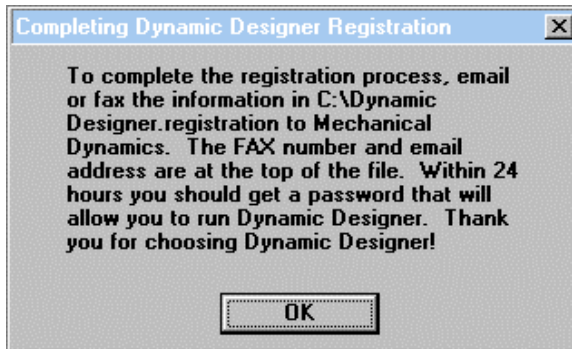 Completing Dynamic Designer Registration
To complete the registration process, email
or fax the information in C:\Dynamic
Designer.registration to Mechanical
Dynamics.  The FAX number and email
address are at the top of the file.  Within 24
hours you should get a password that will
allow you to run Dynamic Designer.  Thank
you for choosing Dynamic Designer!
OK